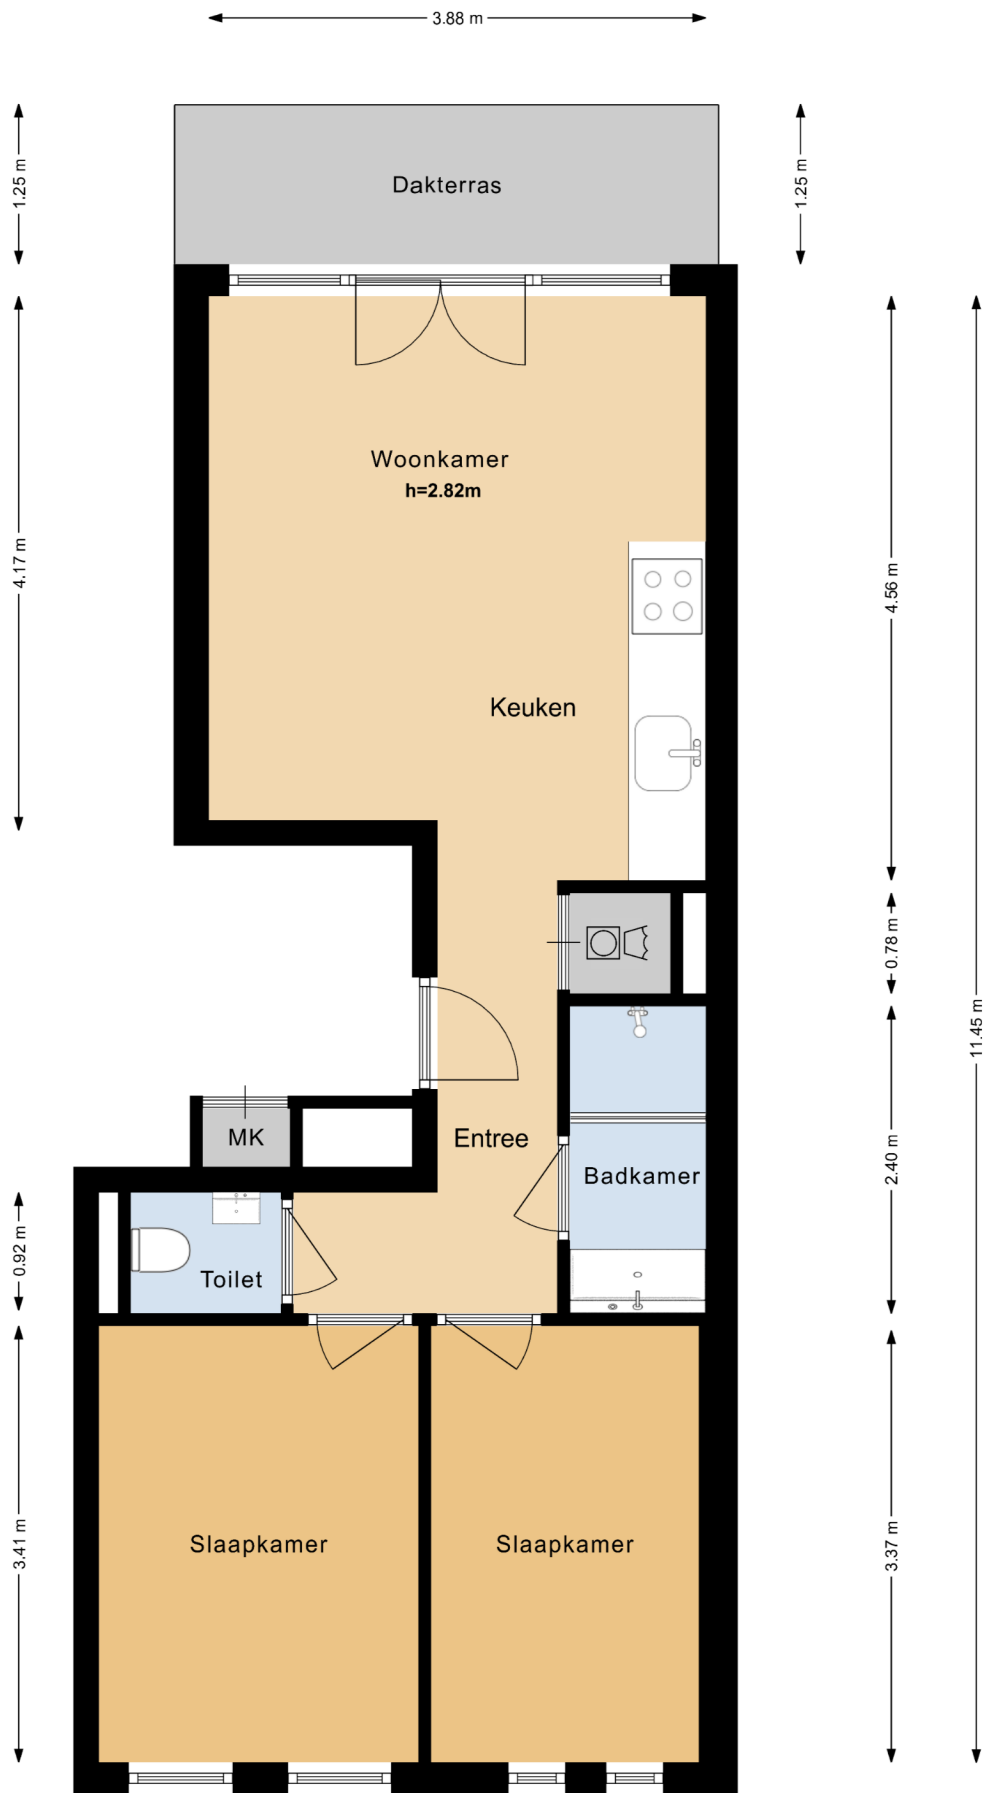 3.88 m
1.25 m
1.25 m
Dakterras
Woonkamer
h=2.82m
4.17 m
4.56 m
Keuken
0.78 m
11.45 m
MK
Entree
Badkamer
2.40 m
0.92 m
Toilet
Slaapkamer
Slaapkamer
3.41 m
3.37 m